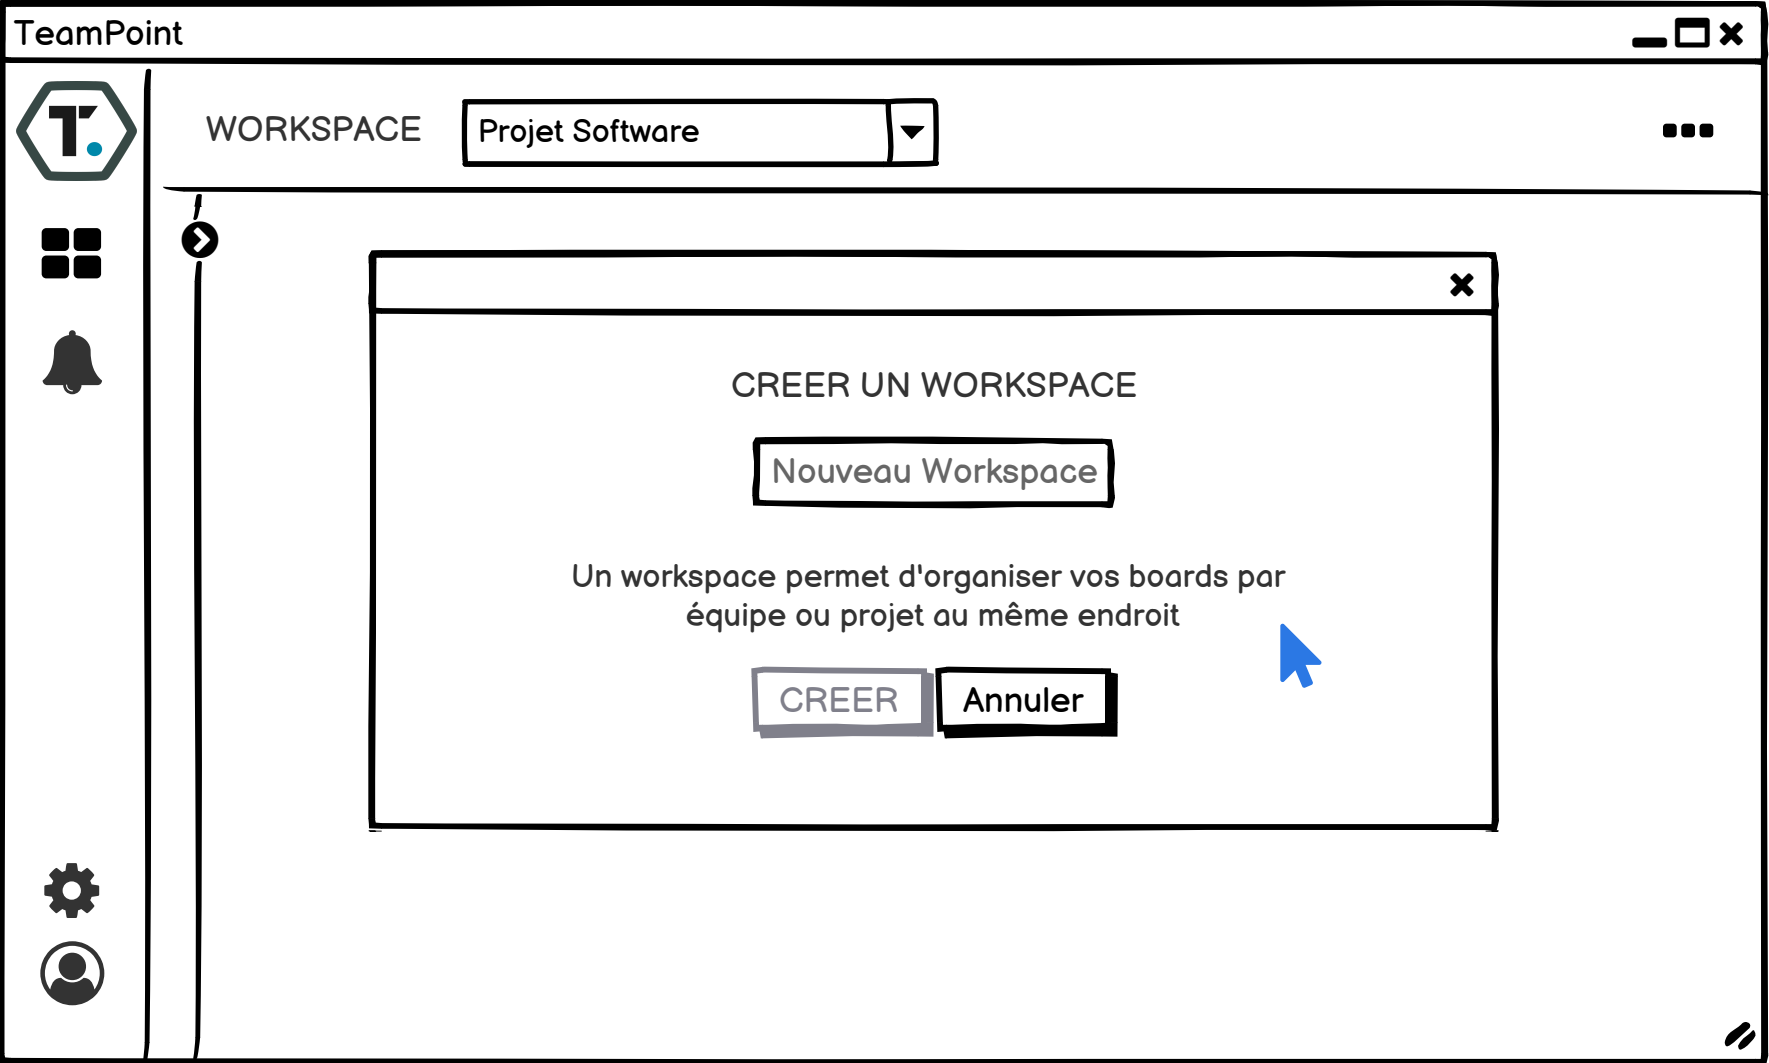 TeamPoint
T.
WORKSPACE
Projet Software
CREER UN WORKSPACE
Nouveau Workspace
Un workspace permet d'organiser vos boards par
équipe ou projet au même endroit
CREER
Annuler